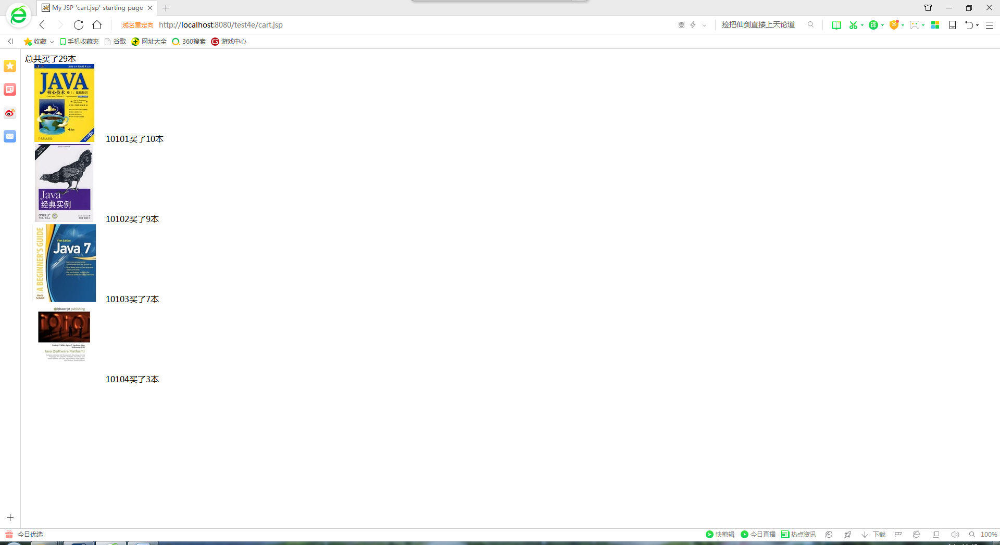 My JSP 'cart.jsp' starting page
域名重定向 http://localhost:8080/test4e/cart.jsp
捡把仙剑直接上天论道
译
收藏 手机收藏夹 谷歌 网址大全 360搜索 游戏中心
总共买了29本
JAVA
核心技术 卷 I：基础知识
10101买了10本
Java
经典实例
O'REILLY
10102买了9本
A BEGINNER'S GUIDE
Fifth Edition
Java 7
Herb
Schildt
10103买了7本
@lphascript publishing
Java (Software Platform)
10104买了3本
今日优选
快剪辑 今日直播 热点资讯 下载 100%